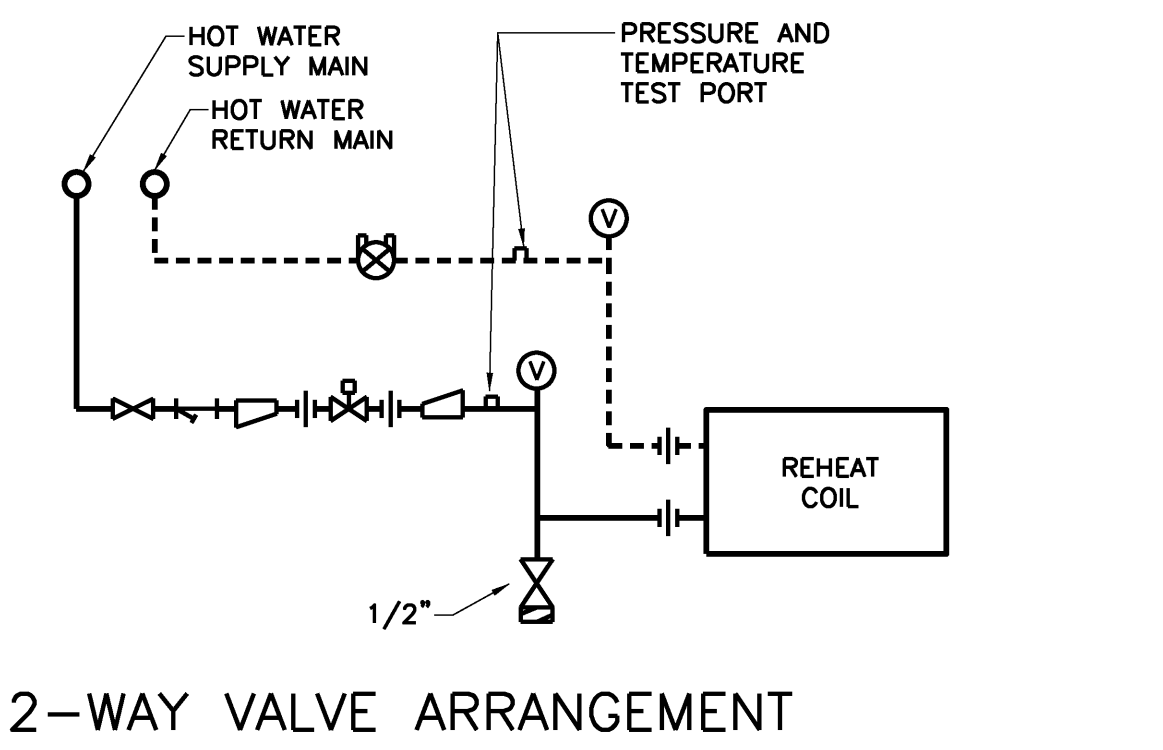 HOT WATER
SUPPLY MAIN
HOT WATER
RETURN MAIN
PRESSURE AND
TEMPERATURE
TEST PORT
V
V
REHEAT
COIL
1/2"
2-WAY VALVE ARRANGEMENT